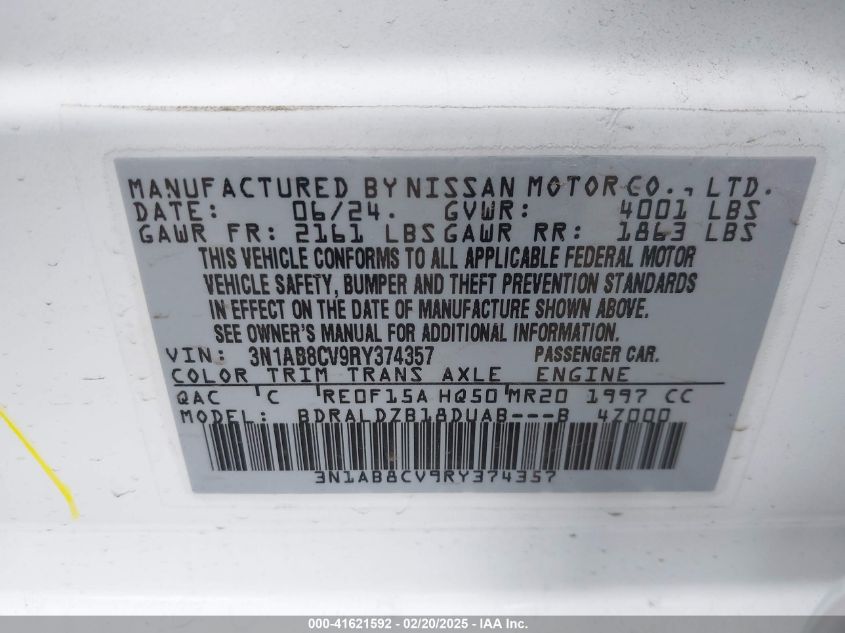 MANUFACTURED BY NISSAN MOTOR CO., LTD.
DATE: 06/24. GVWR: 4001 LBS
GAWR FR: 2161 LBS GAWR RR: 1863 LBS
THIS VEHICLE CONFORMS TO ALL APPLICABLE FEDERAL MOTOR
VEHICLE SAFETY, BUMPER AND THEFT PREVENTION STANDARDS
IN EFFECT ON THE DATE OF MANUFACTURE SHOWN ABOVE.
SEE OWNER'S MANUAL FOR ADDITIONAL INFORMATION.
VIN: 3N1AB8CV9RY374357 PASSENGER CAR.
COLOR TRIM TRANS AXLE ENGINE
QAC C RE0F15A HQ50 MR20 1997 CC
MODEL: BDRALDZB18DUAB---B 4Z000
3N1AB8CV9RY374357
000-41621592 - 02/20/2025 - IAA Inc.